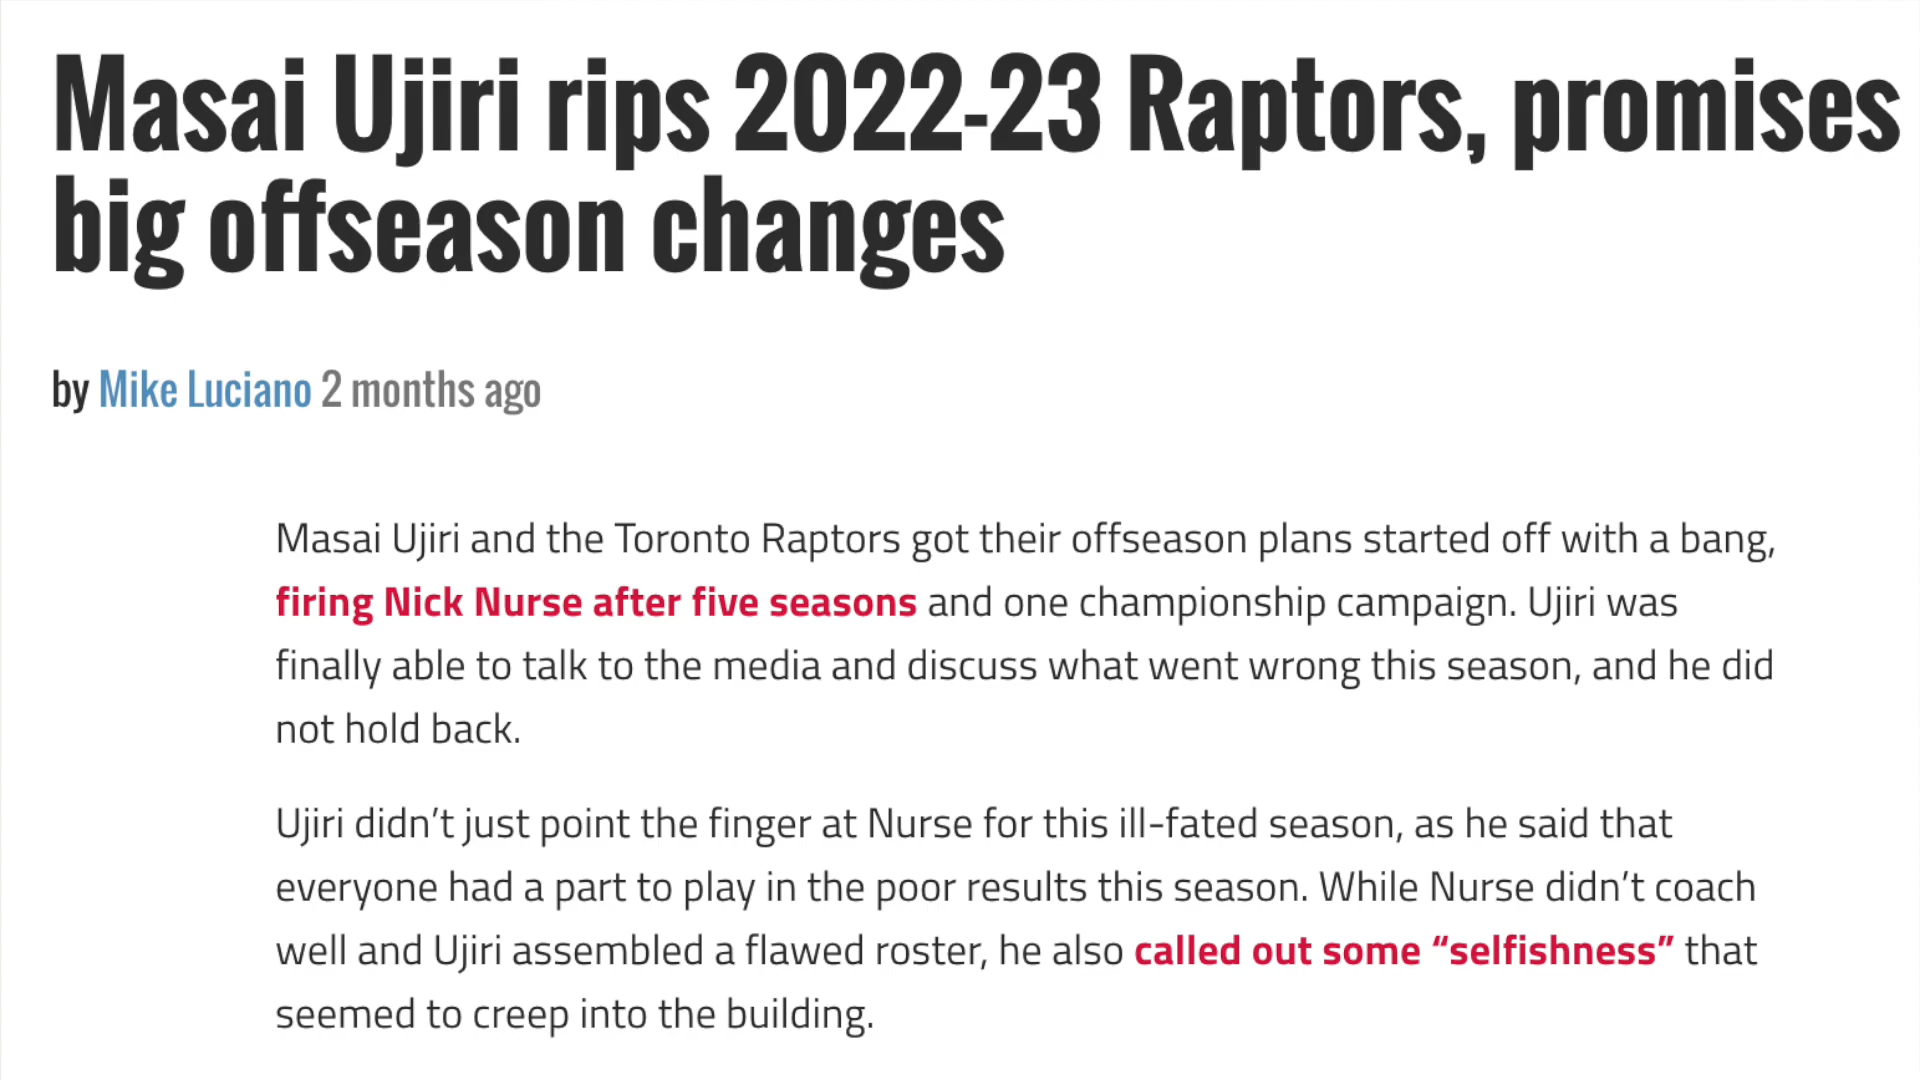 Masai Ujiri rips 2022-23 Raptors, promises
big offseason changes
by Mike Luciano 2 months ago
Masai Ujiri and the Toronto Raptors got their offseason plans started off with a bang,
firing Nick Nurse after five seasons and one championship campaign. Ujiri was
finally able to talk to the media and discuss what went wrong this season, and he did
not hold back.
Ujiri didn’t just point the finger at Nurse for this ill-fated season, as he said that
everyone had a part to play in the poor results this season. While Nurse didn’t coach
well and Ujiri assembled a flawed roster, he also called out some “selfishness” that
seemed to creep into the building.